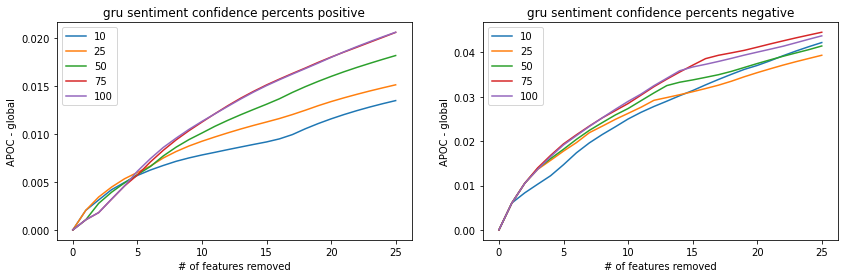 gru sentiment confidence percents positive
APOC - global
0.020
0.015
0.010
0.005
0.000
10
25
50
75
100
0 5 10 15 20 25
# of features removed
gru sentiment confidence percents negative
APOC - global
0.04
0.03
0.02
0.01
0.00
10
25
50
75
100
0 5 10 15 20 25
# of features removed